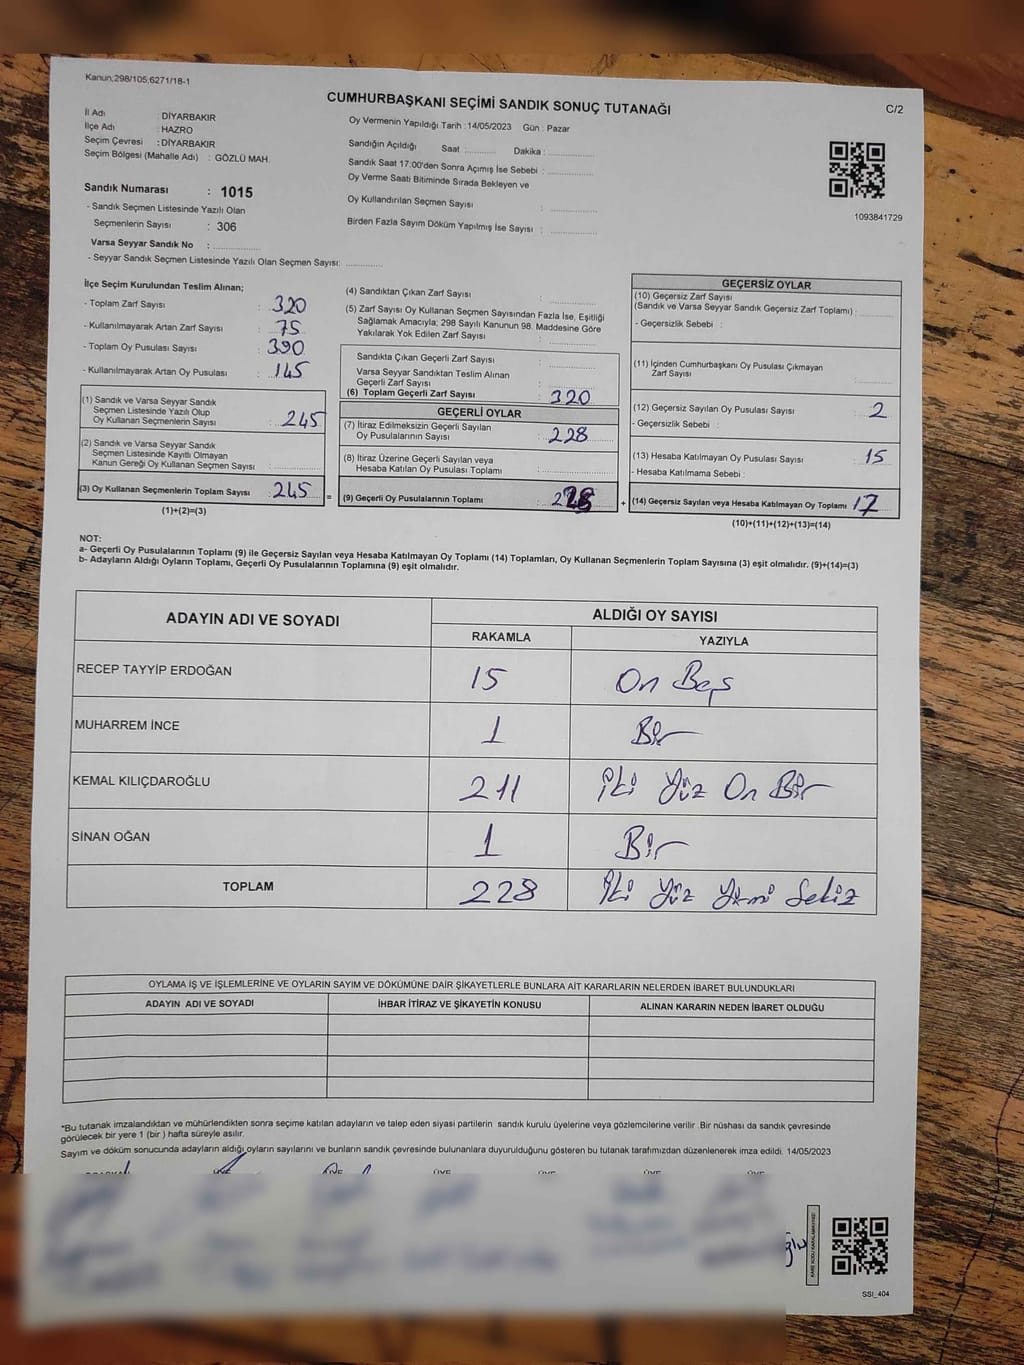 Kanun;298/105;6271/18-1
CUMHURBAŞKANI SEÇİMİ SANDIK SONUÇ TUTANAĞI
C/2
İl Adı : DİYARBAKIR
İlçe Adı : HAZRO
Seçim Çevresi : DİYARBAKIR
Seçim Bölgesi (Mahalle Adı) : GÖZLÜ MAH.
Sandık Numarası : 1015
- Sandık Seçmen Listesinde Yazılı Olan
Seçmenlerin Sayısı : 306
Varsa Seyyar Sandık No :
- Seyyar Sandık Seçmen Listesinde Yazılı Olan Seçmen Sayısı:
Oy Vermenin Yapıldığı Tarih : 14/05/2023 Gün : Pazar
Sandığın Açıldığı Saat : Dakika :
Sandık Saat 17:00'den Sonra Açımış İse Sebebi :
Oy Verme Saati Bitiminde Sırada Bekleyen ve
Oy Kullandırılan Seçmen Sayısı :
Birden Fazla Sayım Döküm Yapılmış İse Sayısı :
1093841729
İlçe Seçim Kurulundan Teslim Alınan;
- Toplam Zarf Sayısı : 320
- Kullanılmayarak Artan Zarf Sayısı : 75
- Toplam Oy Pusulası Sayısı : 390
- Kullanılmayarak Artan Oy Pusulası : 145
(1) Sandık ve Varsa Seyyar Sandık
Seçmen Listesinde Yazılı Olup
Oy Kullanan Seçmenlerin Sayısı : 245
(2) Sandık ve Varsa Seyyar Sandık
Seçmen Listesinde Kayıtlı Olmayan
Kanun Gereği Oy Kullanan Seçmen Sayısı :
(3) Oy Kullanan Seçmenlerin Toplam Sayısı : 245
(1)+(2)=(3)
=
(4) Sandıktan Çıkan Zarf Sayısı :
(5) Zarf Sayısı Oy Kullanan Seçmen Sayısından Fazla İse, Eşitliği
Sağlamak Amacıyla; 298 Sayılı Kanunun 98. Maddesine Göre
Yakılarak Yok Edilen Zarf Sayısı :
Sandıkta Çıkan Geçerli Zarf Sayısı :
Varsa Seyyar Sandıktan Teslim Alınan
Geçerli Zarf Sayısı :
(6) Toplam Geçerli Zarf Sayısı : 320
GEÇERLİ OYLAR
(7) İtiraz Edilmeksizin Geçerli Sayılan
Oy Pusulalarının Sayısı : 228
(8) İtiraz Üzerine Geçerli Sayılan veya
Hesaba Katılan Oy Pusulası Toplamı :
(9) Geçerli Oy Pusulalarının Toplamı : 228
+
GEÇERSİZ OYLAR
(10) Geçersiz Zarf Sayısı
(Sandık ve Varsa Seyyar Sandık Geçersiz Zarf Toplamı) :
- Geçersizlik Sebebi :
(11) İçinden Cumhurbaşkanı Oy Pusulası Çıkmayan
Zarf Sayısı :
(12) Geçersiz Sayılan Oy Pusulası Sayısı : 2
- Geçersizlik Sebebi :
(13) Hesaba Katılmayan Oy Pusulası Sayısı : 15
- Hesaba Katılmama Sebebi :
(14) Geçersiz Sayılan veya Hesaba Katılmayan Oy Toplamı : 17
(10)+(11)+(12)+(13)=(14)
NOT:
a- Geçerli Oy Pusulalarının Toplamı (9) ile Geçersiz Sayılan veya Hesaba Katılmayan Oy Toplamı (14) Toplamları, Oy Kullanan Seçmenlerin Toplam Sayısına (3) eşit olmalıdır. (9)+(14)=(3)
b- Adayların Aldığı Oyların Toplamı, Geçerli Oy Pusulalarının Toplamına (9) eşit olmalıdır.
ADAYIN ADI VE SOYADI ALDIĞI OY SAYISI
RAKAMLA YAZIYLA
RECEP TAYYİP ERDOĞAN 15 On Beş
MUHARREM İNCE 1 Bir
KEMAL KILIÇDAROĞLU 211 iki yüz On Bir
SİNAN OĞAN 1 Bir
TOPLAM 228 iki yüz yirmi Sekiz
OYLAMA İŞ VE İŞLEMLERİNE VE OYLARIN SAYIM VE DÖKÜMÜNE DAİR ŞİKAYETLERLE BUNLARA AİT KARARLARIN NELERDEN İBARET BULUNDUKLARI
ADAYIN ADI VE SOYADI İHBAR İTİRAZ VE ŞİKAYETİN KONUSU ALINAN KARARIN NEDEN İBARET OLDUĞU
*Bu tutanak imzalandıktan ve mühürlendikten sonra seçime katılan adayların ve talep eden siyasi partilerin sandık kurulu üyelerine veya gözlemcilerine verilir .Bir nüshası da sandık çevresinde
görülecek bir yere 1 (bir ) hafta süreyle asılır.
Sayım ve döküm sonucunda adayların aldığı oyların sayılarını ve bunların sandık çevresinde bulunanlara duyurulduğunu gösteren bu tutanak tarafımızdan düzenlenerek imza edildi. 14/05/2023
SSI_404